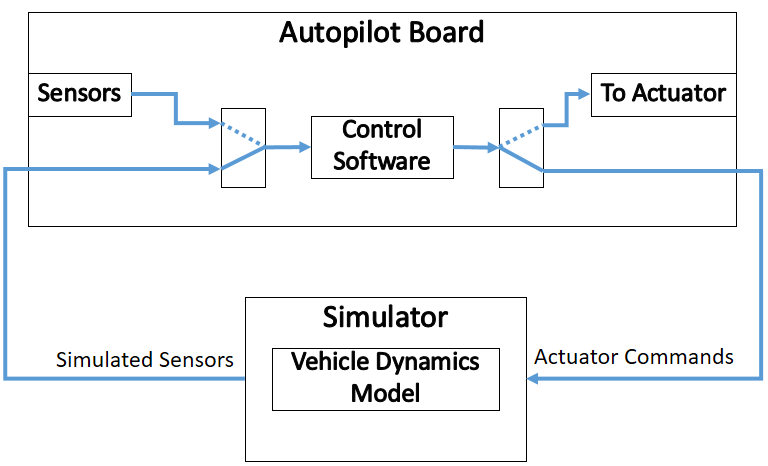 Autopilot Board
Sensors
Control
Software
To Actuator
Simulator
Vehicle Dynamics
Model
Simulated Sensors
Actuator Commands